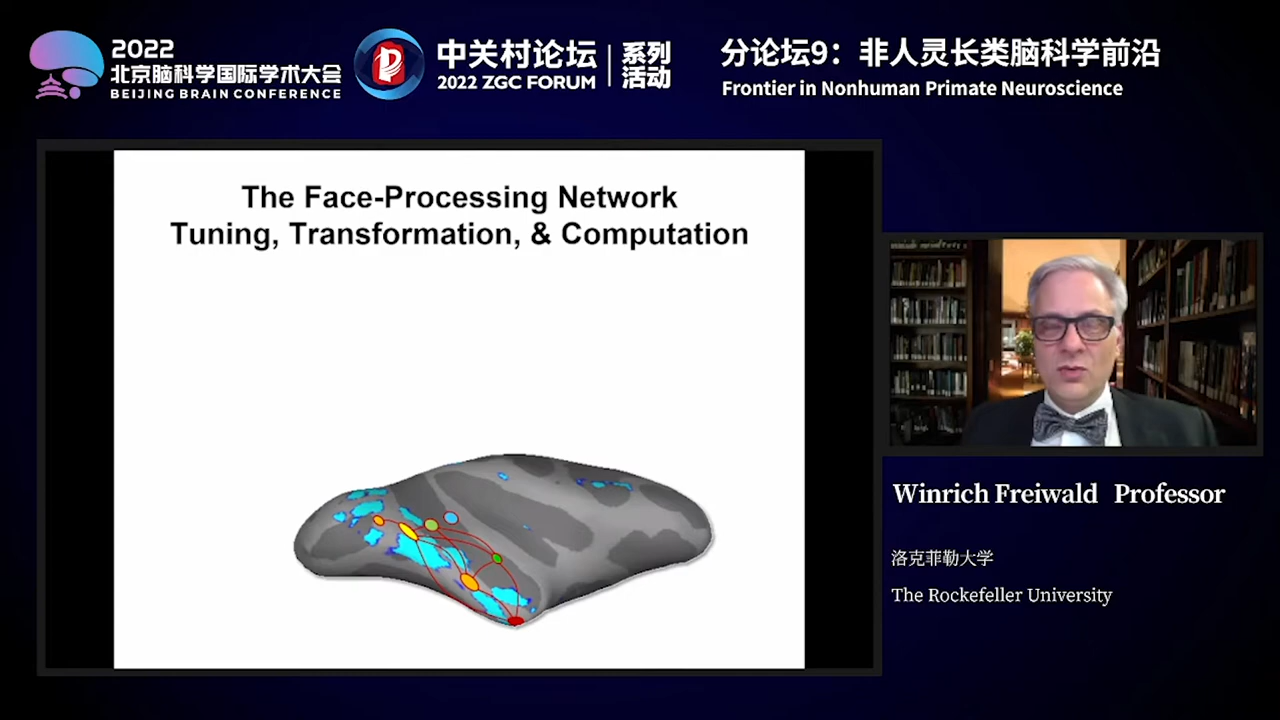 2022
北京脑科学国际学术大会
BEIJING BRAIN CONFERENCE
中关村论坛
2022 ZGC FORUM
系列
活动
分论坛9：非人灵长类脑科学前沿
Frontier in Nonhuman Primate Neuroscience
The Face-Processing Network
Tuning, Transformation, & Computation
Winrich Freiwald Professor
洛克菲勒大学
The Rockefeller University